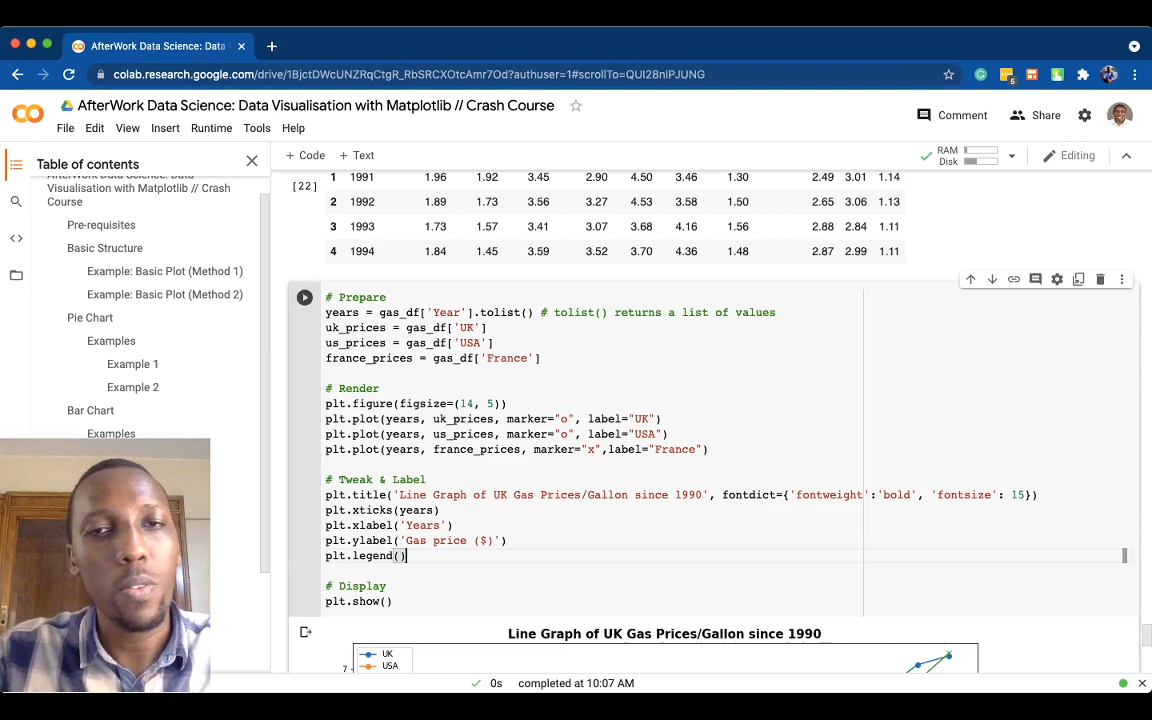 AfterWork Data Science: Data
colab.research.google.com/drive/1BjctDWcUNZRqCtgR_RbSRCXOtcAmr7Od?authuser=1#scrollTo=QUI28nlPJUNG
5
AfterWork Data Science: Data Visualisation with Matplotlib // Crash Course
File Edit View Insert Runtime Tools Help
Comment Share
Table of contents
+ Code + Text
RAM
Disk
Editing
AfterWork Data Science: Data
Visualisation with Matplotlib // Crash
Course
Pre-requisites
Basic Structure
Example: Basic Plot (Method 1)
Example: Basic Plot (Method 2)
Pie Chart
Examples
Example 1
Example 2
Bar Chart
Examples
[22]
1 1991 1.96 1.92 3.45 2.90 4.50 3.46 1.30 2.49 3.01 1.14
2 1992 1.89 1.73 3.56 3.27 4.53 3.58 1.50 2.65 3.06 1.13
3 1993 1.73 1.57 3.41 3.07 3.68 4.16 1.56 2.88 2.84 1.11
4 1994 1.84 1.45 3.59 3.52 3.70 4.36 1.48 2.87 2.99 1.11
# Prepare
years = gas_df['Year'].tolist() # tolist() returns a list of values
uk_prices = gas_df['UK']
us_prices = gas_df['USA']
france_prices = gas_df['France']
# Render
plt.figure(figsize=(14, 5))
plt.plot(years, uk_prices, marker="o", label="UK")
plt.plot(years, us_prices, marker="o", label="USA")
plt.plot(years, france_prices, marker="x",label="France")
# Tweak & Label
plt.title('Line Graph of UK Gas Prices/Gallon since 1990', fontdict={'fontweight':'bold', 'fontsize': 15})
plt.xticks(years)
plt.xlabel('Years')
plt.ylabel('Gas price ($)')
plt.legend()
# Display
plt.show()
Line Graph of UK Gas Prices/Gallon since 1990
UK
USA
7
0s completed at 10:07 AM